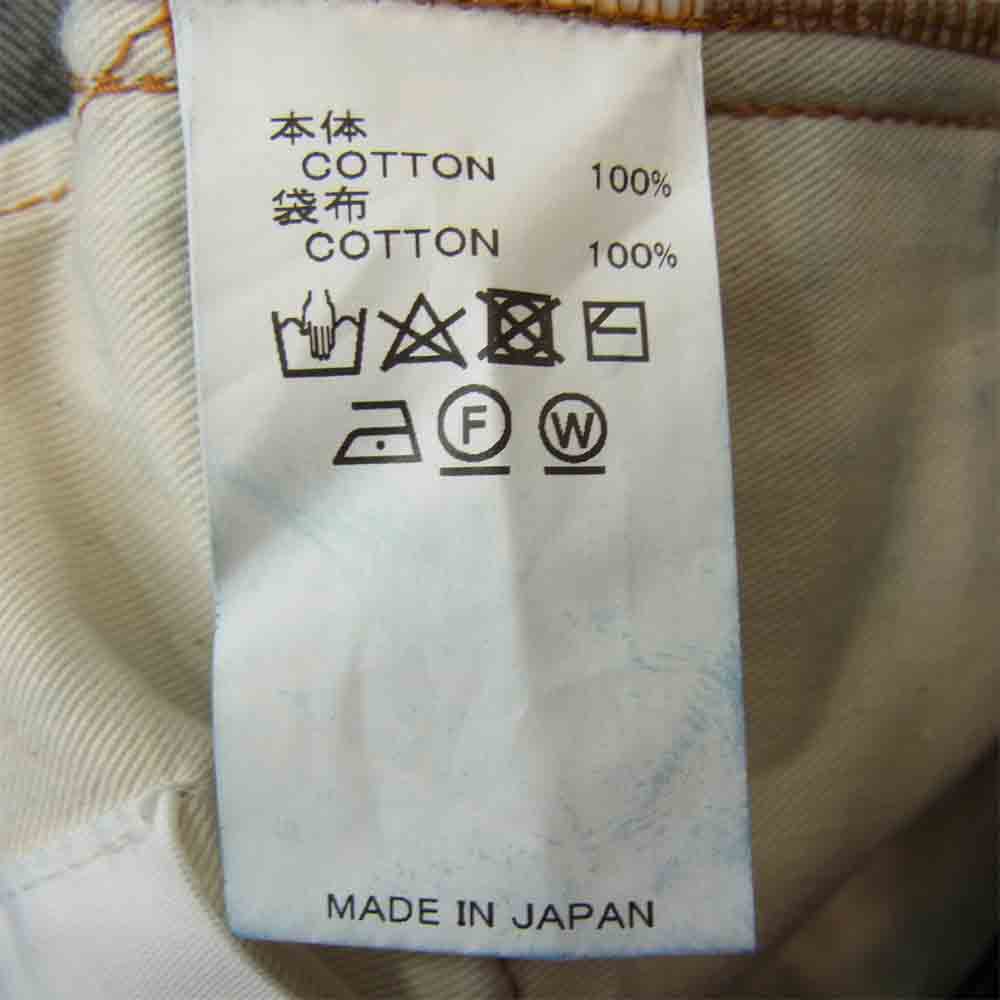 本体
COTTON 100%
袋布
COTTON 100%
F W
MADE IN JAPAN